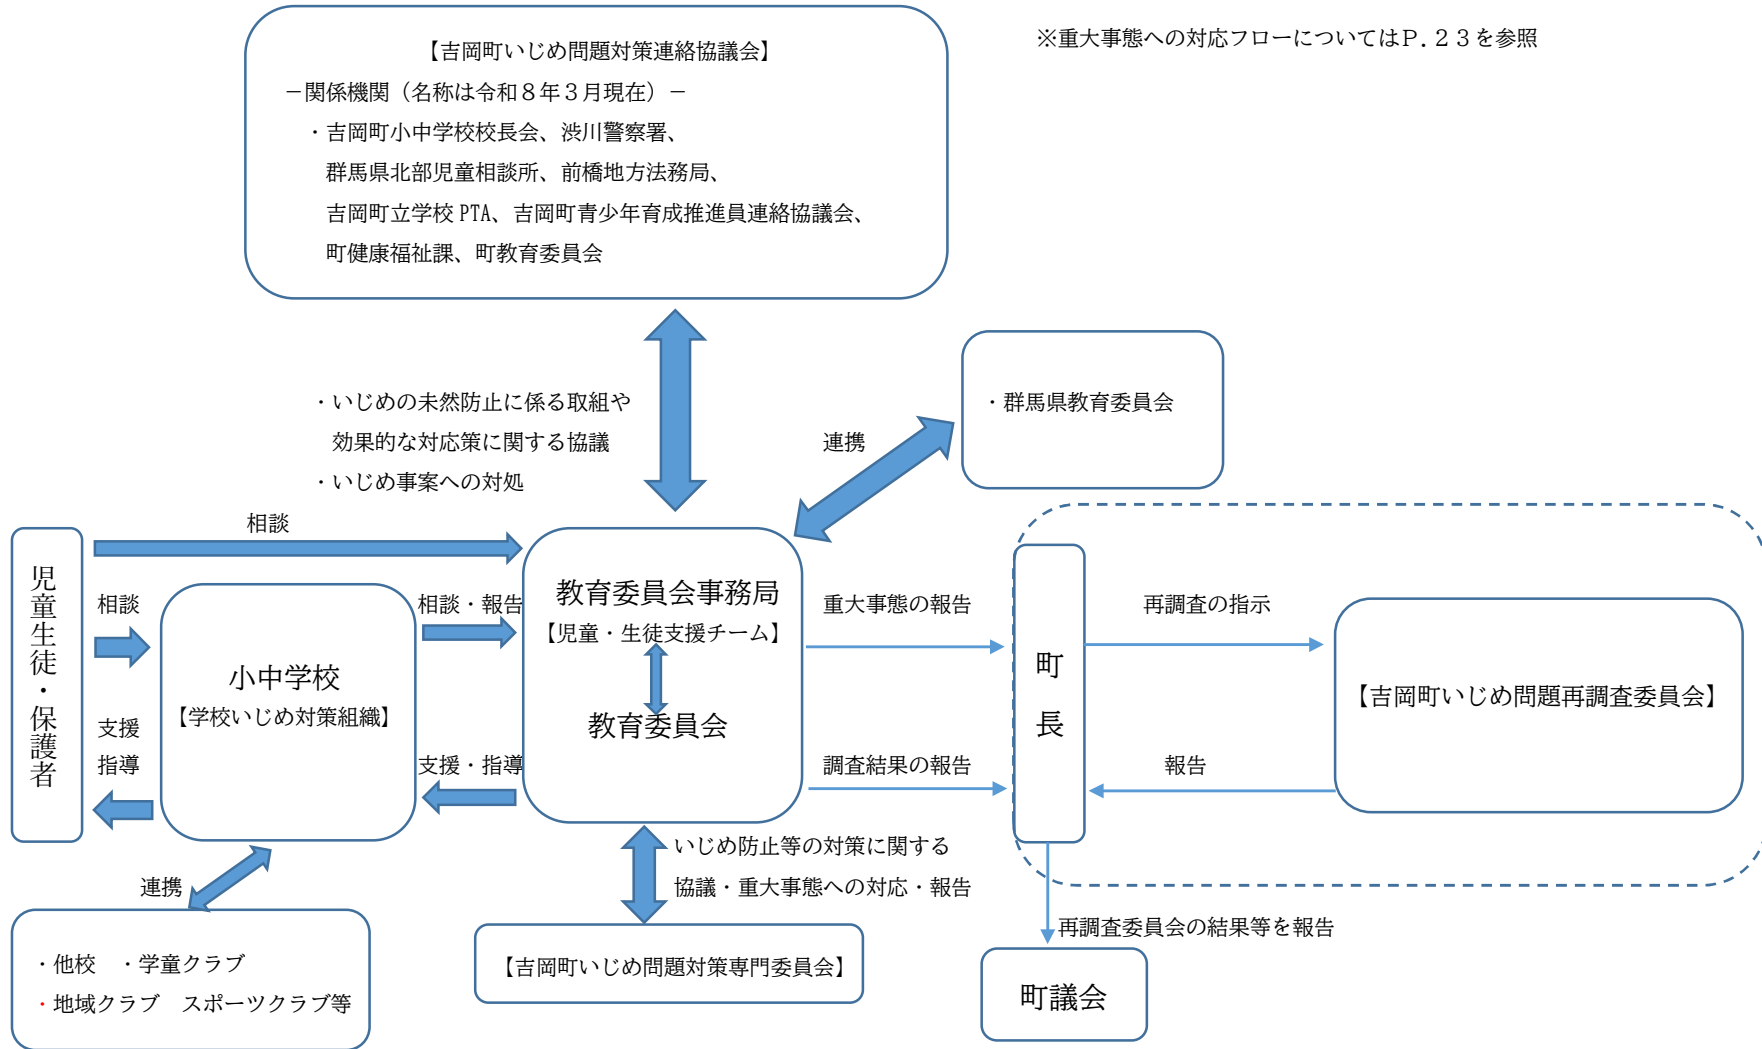 ※重大事態への対応フローについてはP.23を参照
【吉岡町いじめ問題対策連絡協議会】
－関係機関（名称は令和８年３月現在）－
・吉岡町小中学校校長会、渋川警察署、
群馬県北部児童相談所、前橋地方法務局、
吉岡町立学校 PTA、吉岡町青少年育成推進員連絡協議会、
町健康福祉課、町教育委員会
・いじめの未然防止に係る取組や
効果的な対応策に関する協議
・いじめ事案への対処
連携
・群馬県教育委員会
相談
児童生徒・保護者
相談
支援
指導
小中学校
【学校いじめ対策組織】
相談・報告
支援・指導
教育委員会事務局
【児童・生徒支援チーム】
教育委員会
重大事態の報告
調査結果の報告
町長
再調査の指示
報告
【吉岡町いじめ問題再調査委員会】
連携
・他校　・学童クラブ
・地域クラブ　スポーツクラブ等
いじめ防止等の対策に関する
協議・重大事態への対応・報告
【吉岡町いじめ問題対策専門委員会】
再調査委員会の結果等を報告
町議会